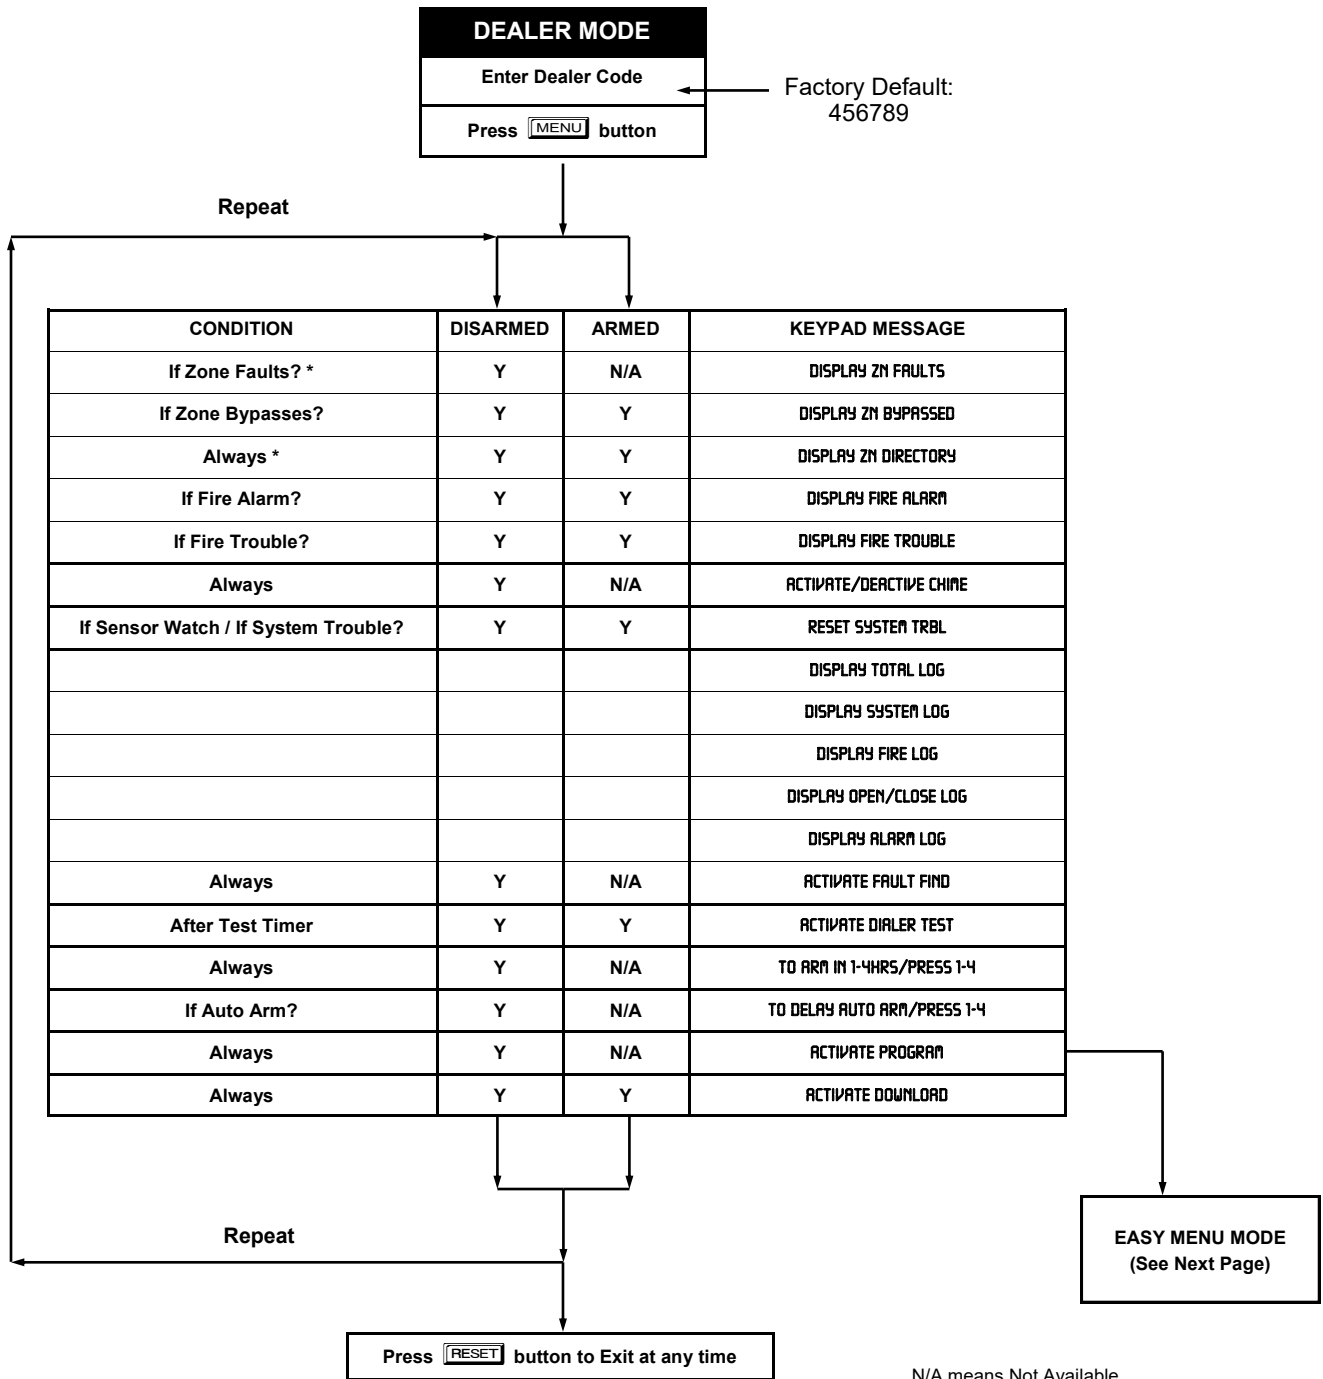 DEALER MODE
Enter Dealer Code
Press MENU button
Factory Default:
456789
Repeat
CONDITION DISARMED ARMED KEYPAD MESSAGE
If Zone Faults? * Y N/A DISPLAY ZN FAULTS
If Zone Bypasses? Y Y DISPLAY ZN BYPASSED
Always * Y Y DISPLAY ZN DIRECTORY
If Fire Alarm? Y Y DISPLAY FIRE ALARM
If Fire Trouble? Y Y DISPLAY FIRE TROUBLE
Always Y N/A ACTIVATE/DEACTIVE CHIME
If Sensor Watch / If System Trouble? Y Y RESET SYSTEM TRBL
DISPLAY TOTAL LOG
DISPLAY SYSTEM LOG
DISPLAY FIRE LOG
DISPLAY OPEN/CLOSE LOG
DISPLAY ALARM LOG
Always Y N/A ACTIVATE FAULT FIND
After Test Timer Y Y ACTIVATE DIALER TEST
Always Y N/A TO ARM IN 1-4HRS/PRESS 1-4
If Auto Arm? Y N/A TO DELAY AUTO ARM/PRESS 1-4
Always Y N/A ACTIVATE PROGRAM
Always Y Y ACTIVATE DOWNLOAD
Repeat
EASY MENU MODE
(See Next Page)
Press RESET button to Exit at any time
N/A means Not Available